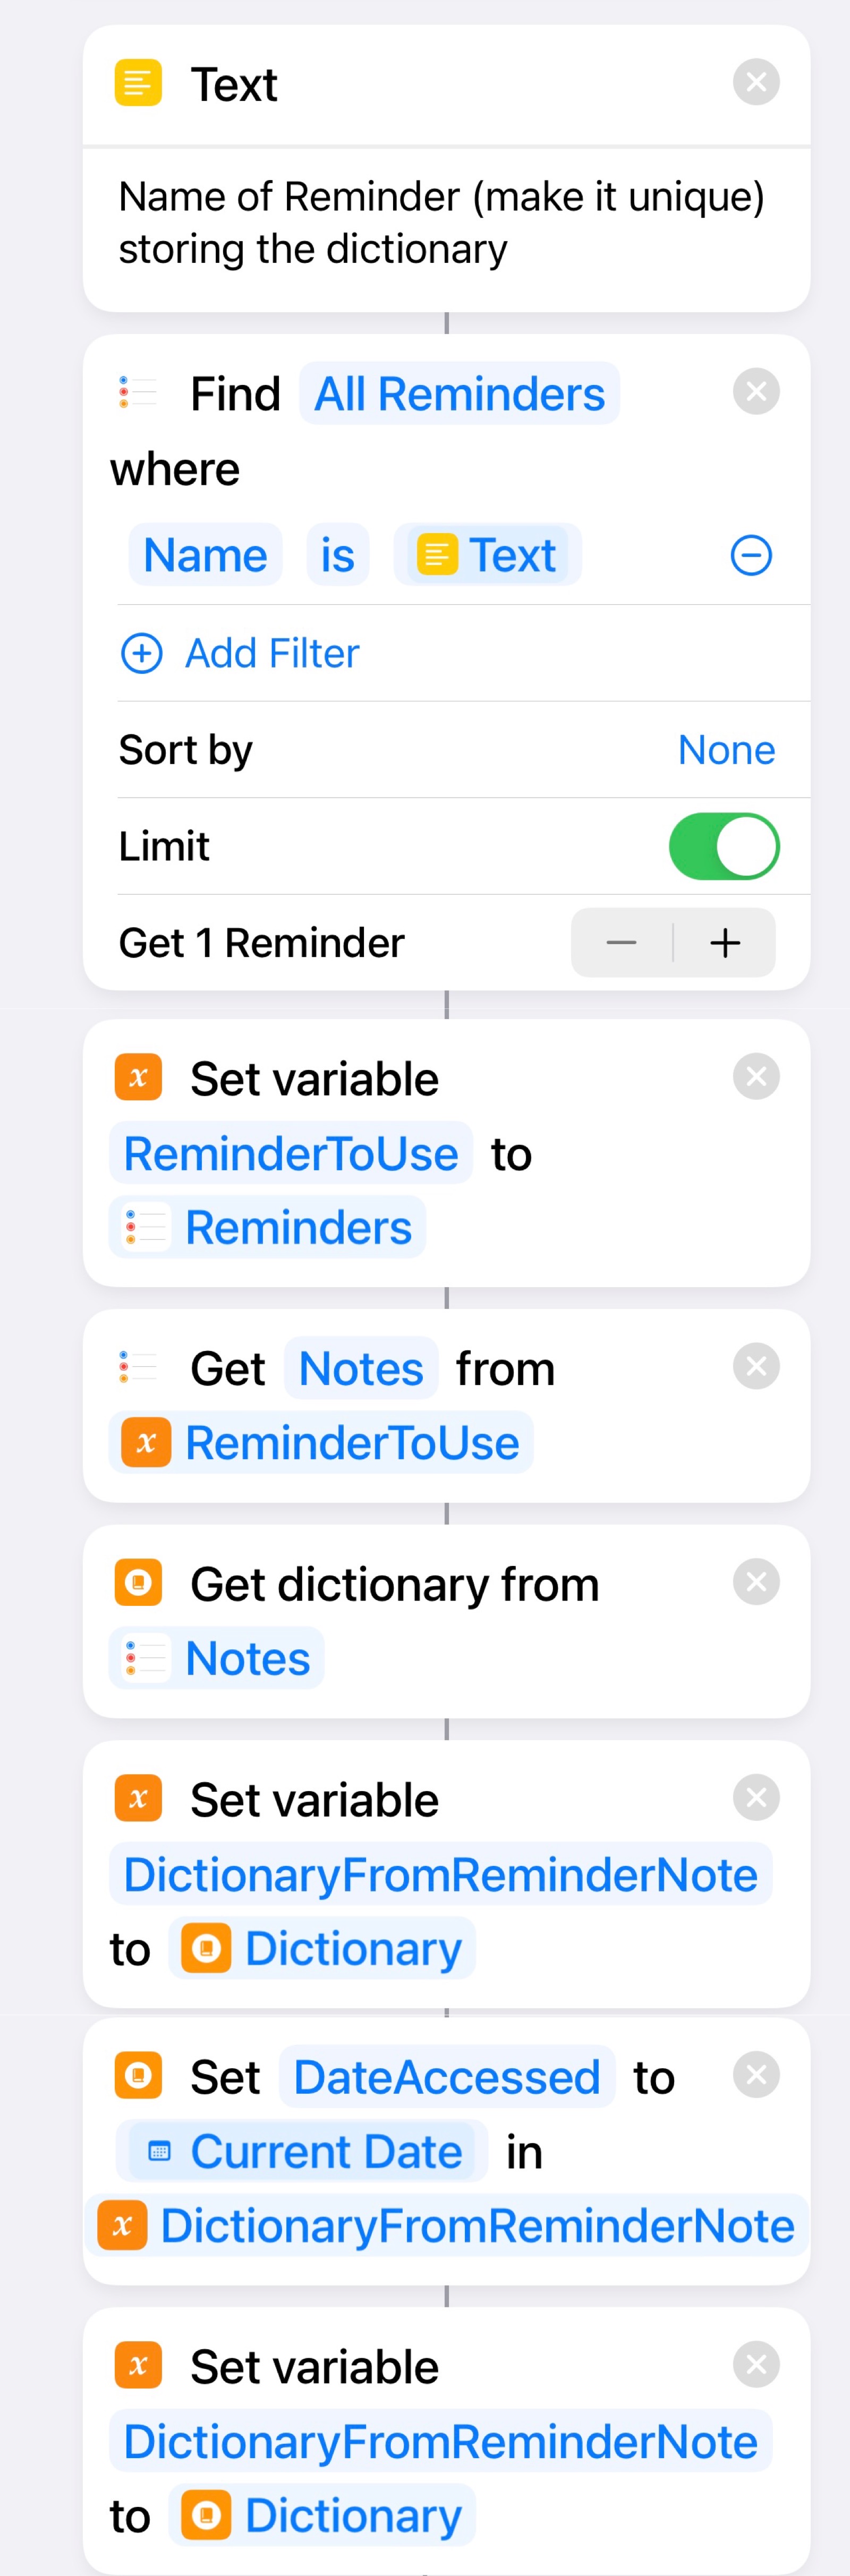 Text
Name of Reminder (make it unique)
storing the dictionary
Find All Reminders
where
Name is Text
Add Filter
Sort by None
Limit
Get 1 Reminder
Set variable
ReminderToUse to
Reminders
Get Notes from
ReminderToUse
Get dictionary from
Notes
Set variable
DictionaryFromReminderNote
to Dictionary
Set DateAccessed to
Current Date in
DictionaryFromReminderNote
Set variable
DictionaryFromReminderNote
to Dictionary